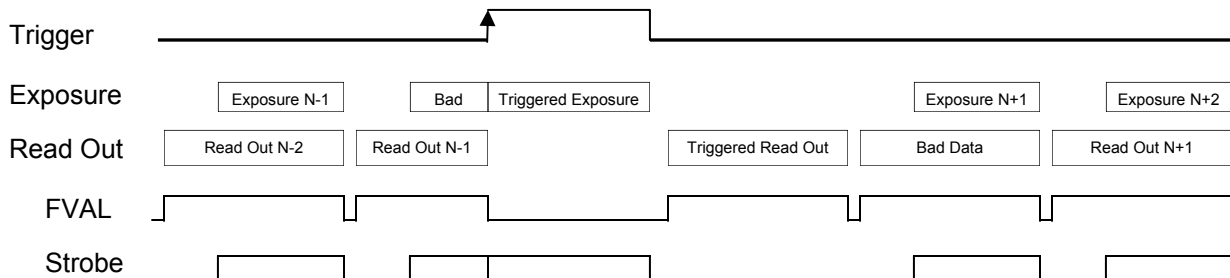 Trigger
Exposure Exposure N-1 Bad Triggered Exposure Exposure N+1 Exposure N+2
Read Out Read Out N-2 Read Out N-1 Triggered Read Out Bad Data Read Out N+1
FVAL
Strobe